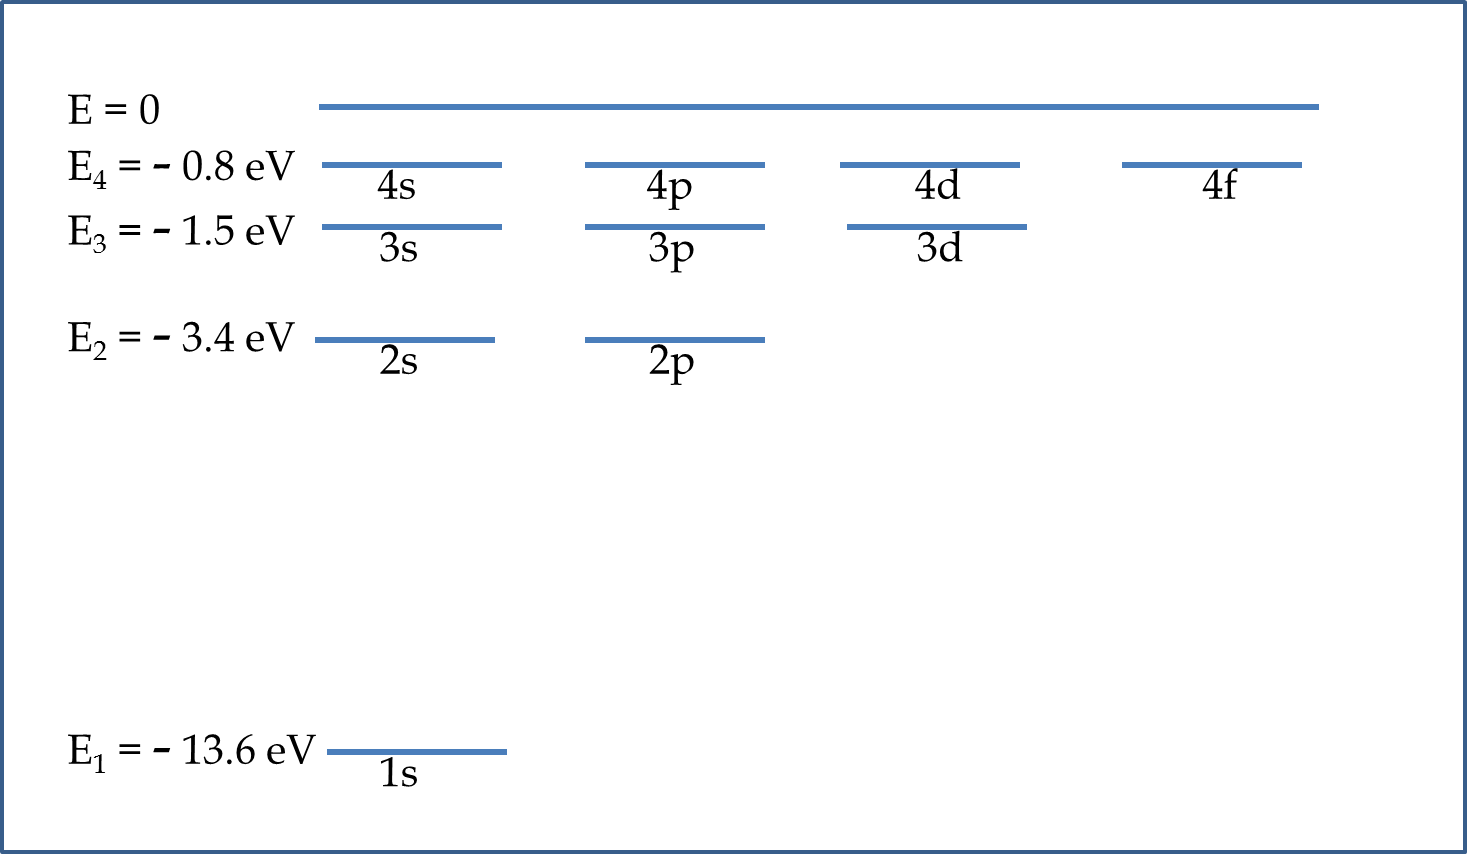 E = 0
E₄ = - 0.8 eV
4s 4p 4d 4f
E₃ = - 1.5 eV
3s 3p 3d
E₂ = - 3.4 eV
2s 2p
E₁ = - 13.6 eV
1s